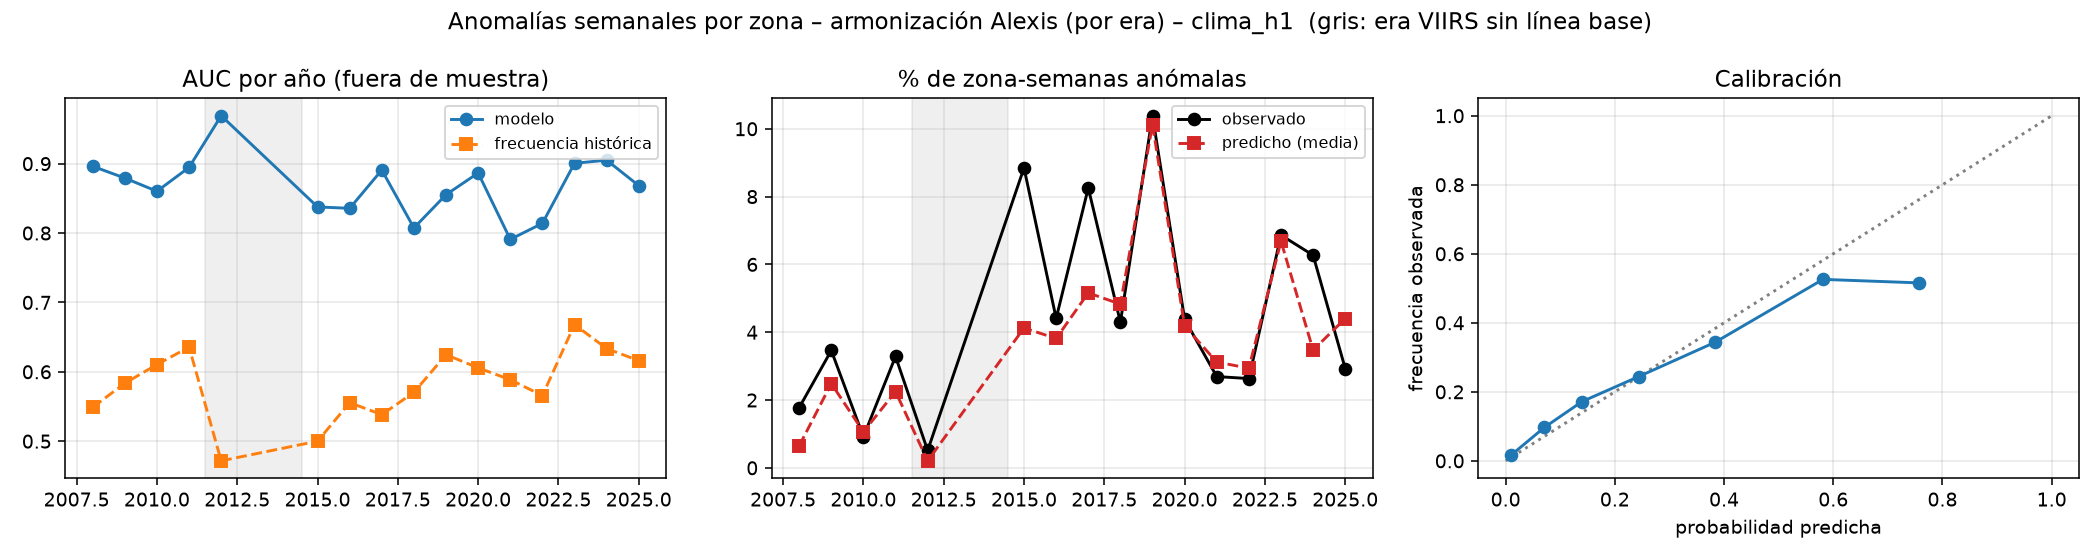 Anomalías semanales por zona – armonización Alexis (por era) – clima_h1  (gris: era VIIRS sin línea base)
AUC por año (fuera de muestra)
modelo
frecuencia histórica
0.9
0.8
0.7
0.6
0.5
2007.5 2010.0 2012.5 2015.0 2017.5 2020.0 2022.5 2025.0
% de zona-semanas anómalas
observado
predicho (media)
10
8
6
4
2
0
2007.5 2010.0 2012.5 2015.0 2017.5 2020.0 2022.5 2025.0
Calibración
frecuencia observada
1.0
0.8
0.6
0.4
0.2
0.0
0.0 0.2 0.4 0.6 0.8 1.0
probabilidad predicha